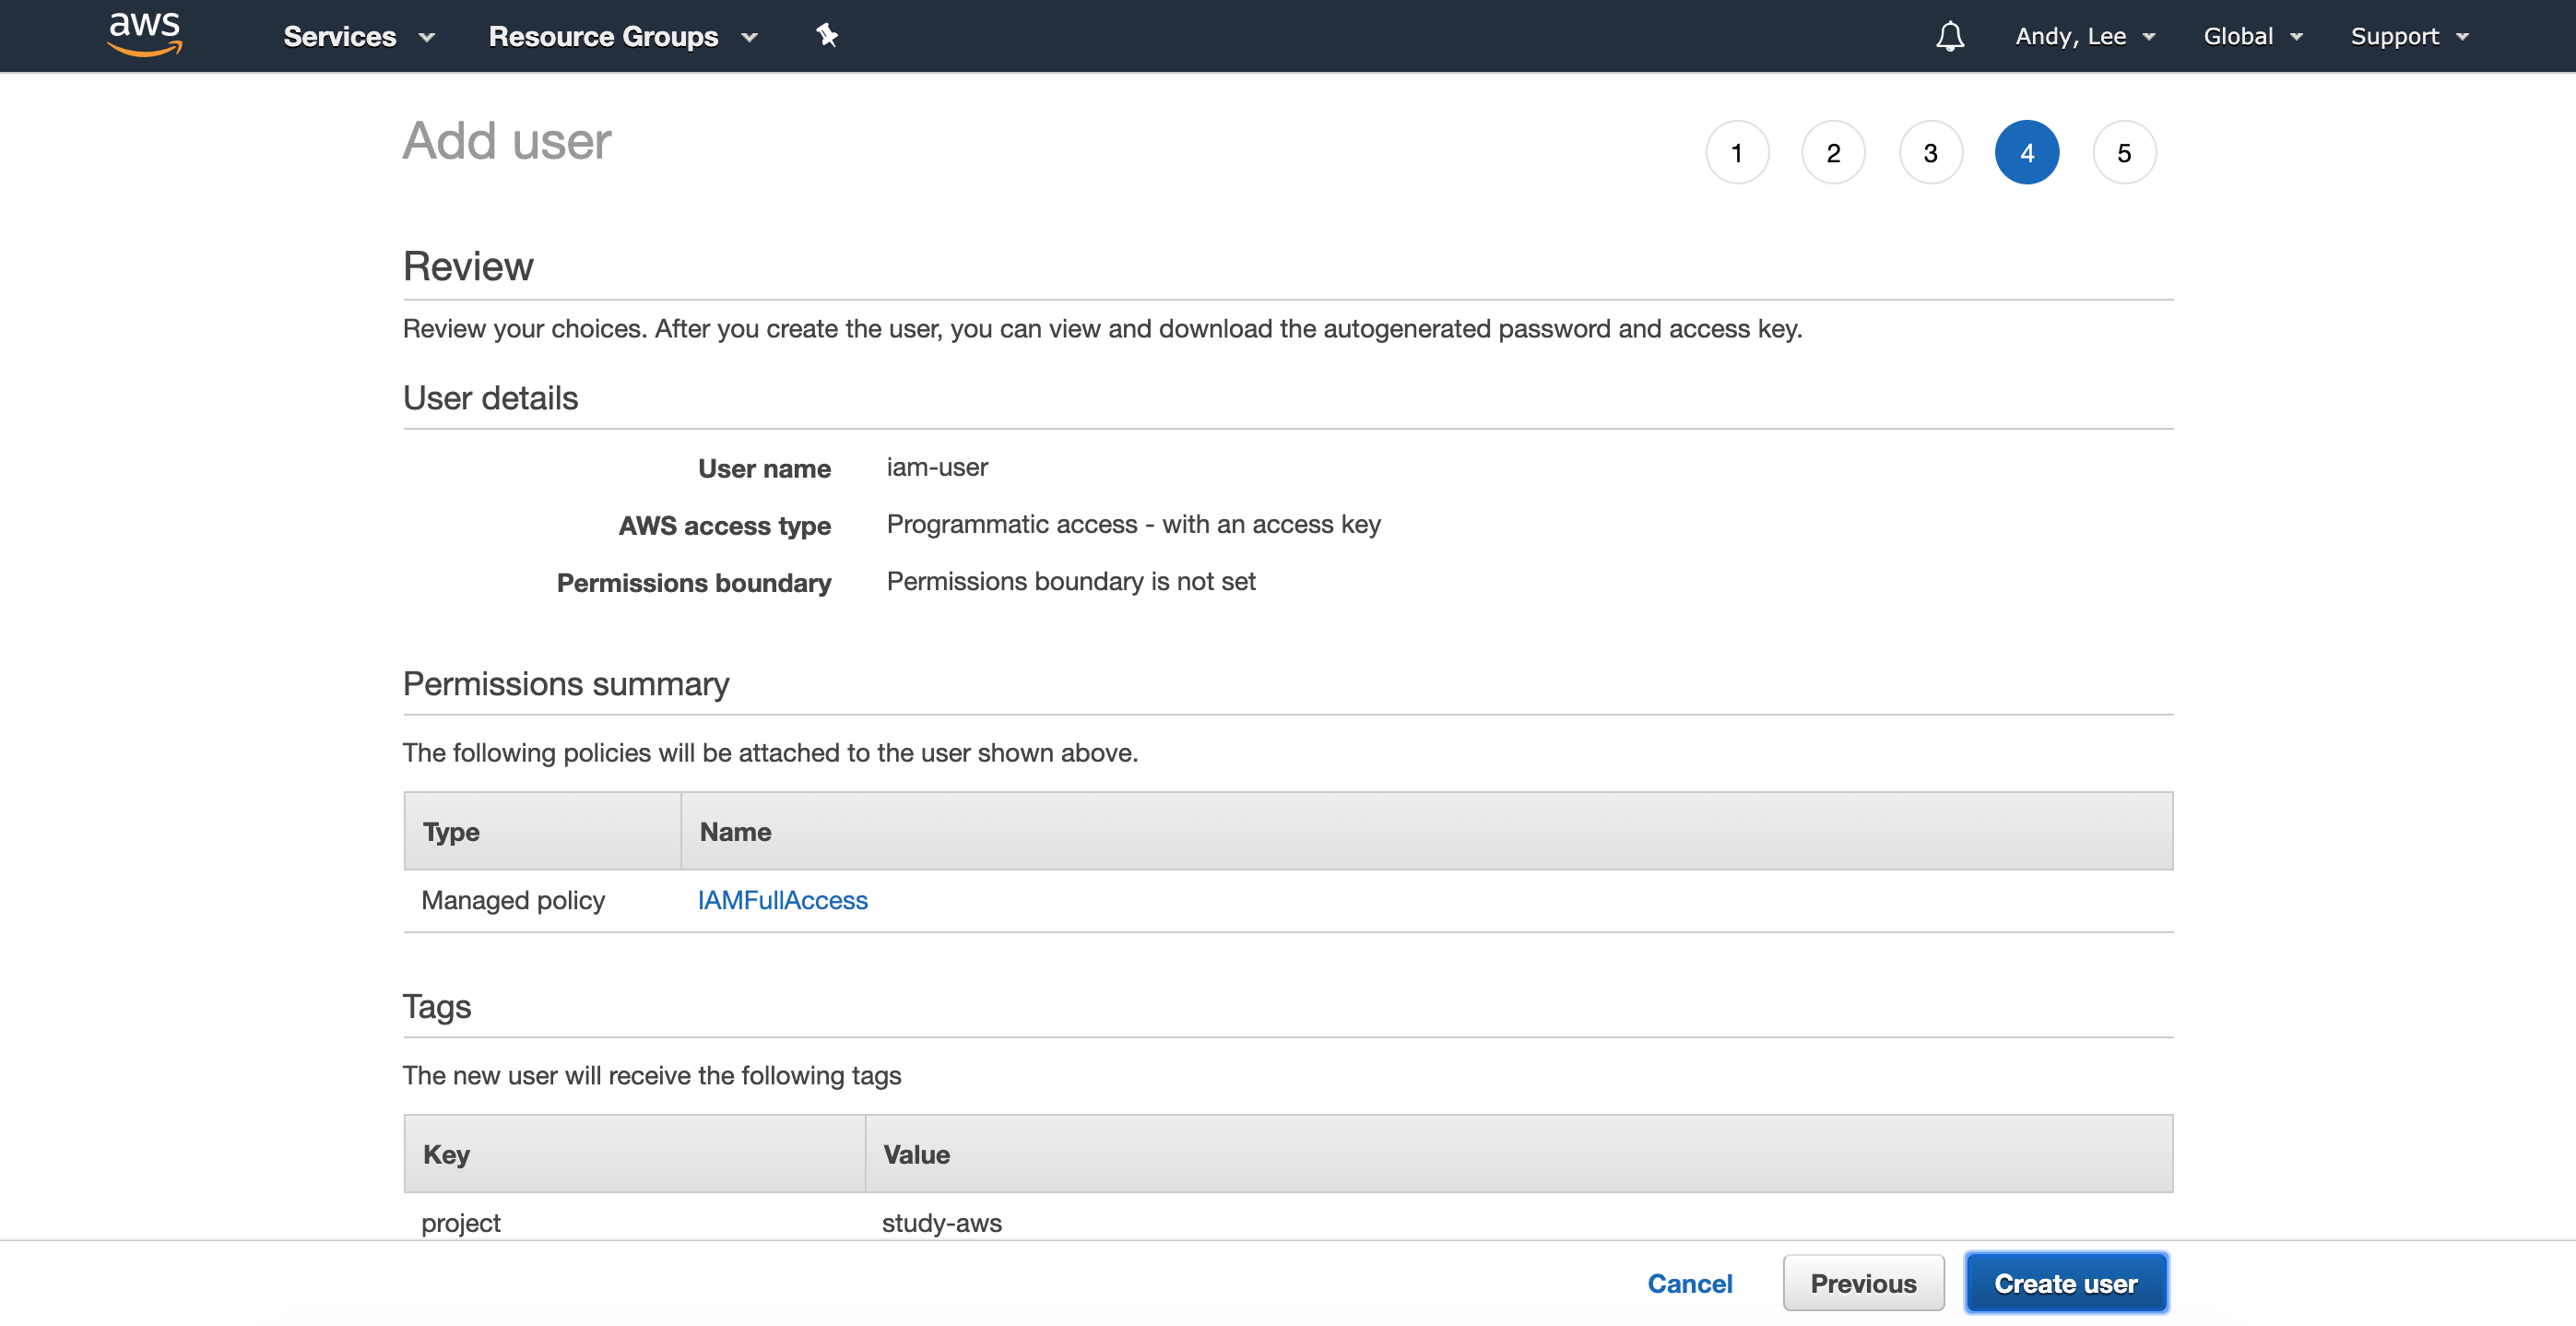 aws Services Resource Groups Andy, Lee Global Support
Add user
1 2 3 4 5
Review
Review your choices. After you create the user, you can view and download the autogenerated password and access key.
User details
User name iam-user
AWS access type Programmatic access - with an access key
Permissions boundary Permissions boundary is not set
Permissions summary
The following policies will be attached to the user shown above.
Type Name
Managed policy IAMFullAccess
Tags
The new user will receive the following tags
Key Value
project study-aws
Cancel Previous Create user